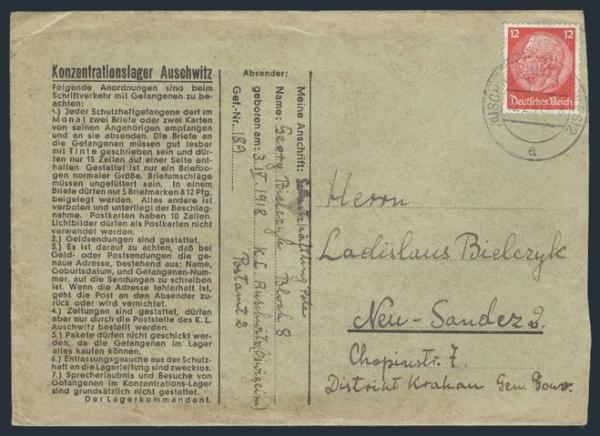 Konzentrationslager Auschwitz
Folgende Anordnungen sind beim
Schriftverkehr mit Gefangenen zu be-
achten:
1.) Jeder Schutzhaftgefangene darf im
Monat zwei Briefe oder zwei Karten
von seinen Angehörigen empfangen
und an sie absenden. Die Briefe an
die Gefangenen müssen gut lesbar
mit Tinte geschrieben sein und dür-
fen nur 15 Zeilen auf einer Seite ent-
halten. Gestattet ist nur ein Briefbo-
gen normaler Größe. Briefumschläge
müssen ungefüttert sein. In einem
Briefe dürfen nur 5 Briefmarken à 12 Pfg.
beigelegt werden. Alles andere ist
verboten und unterliegt der Beschlag-
nahme. Postkarten haben 10 Zeilen.
Lichtbilder dürfen als Postkarten nicht
verwendet werden.
2.) Geldsendungen sind gestattet.
3.) Es ist darauf zu achten, daß bei
Geld- oder Postsendungen die ge-
naue Adresse, bestehend aus: Name,
Geburtsdatum, und Gefangenen-Num-
mer, auf die Sendungen zu schreiben
ist. Wenn die Adresse fehlerhaft ist,
geht die Post an den Absender zu-
rück oder wird vernichtet.
4.) Zeitungen sind gestattet, dürfen
aber nur durch die Poststelle des K. L.
Auschwitz bestellt werden.
5.) Pakete dürfen nicht geschickt wer-
den, da die Gefangenen im Lager
alles kaufen können.
6.) Entlassungsgesuche aus der Schutz-
haft an die Lagerleitung sind zwecklos.
7.) Sprecherlaubnis und Besuche von
Gefangenen im Konzentrations-Lager
sind grundsätzlich nicht gestattet.
Der Lagerkommandant.
Absender:
Meine Anschrift:
Name: Georg Bielczyk Block 8
geboren am: 3.IV.1918 K.L. Auschwitz
Gef.-Nr. 189 Postamt 2
12 12
Deutsches Reich
a
Herrn
Ladislaus Bielczyk
Neu-Sandez
Chopinstr. 7.
District Krakau Gen. Gouv.